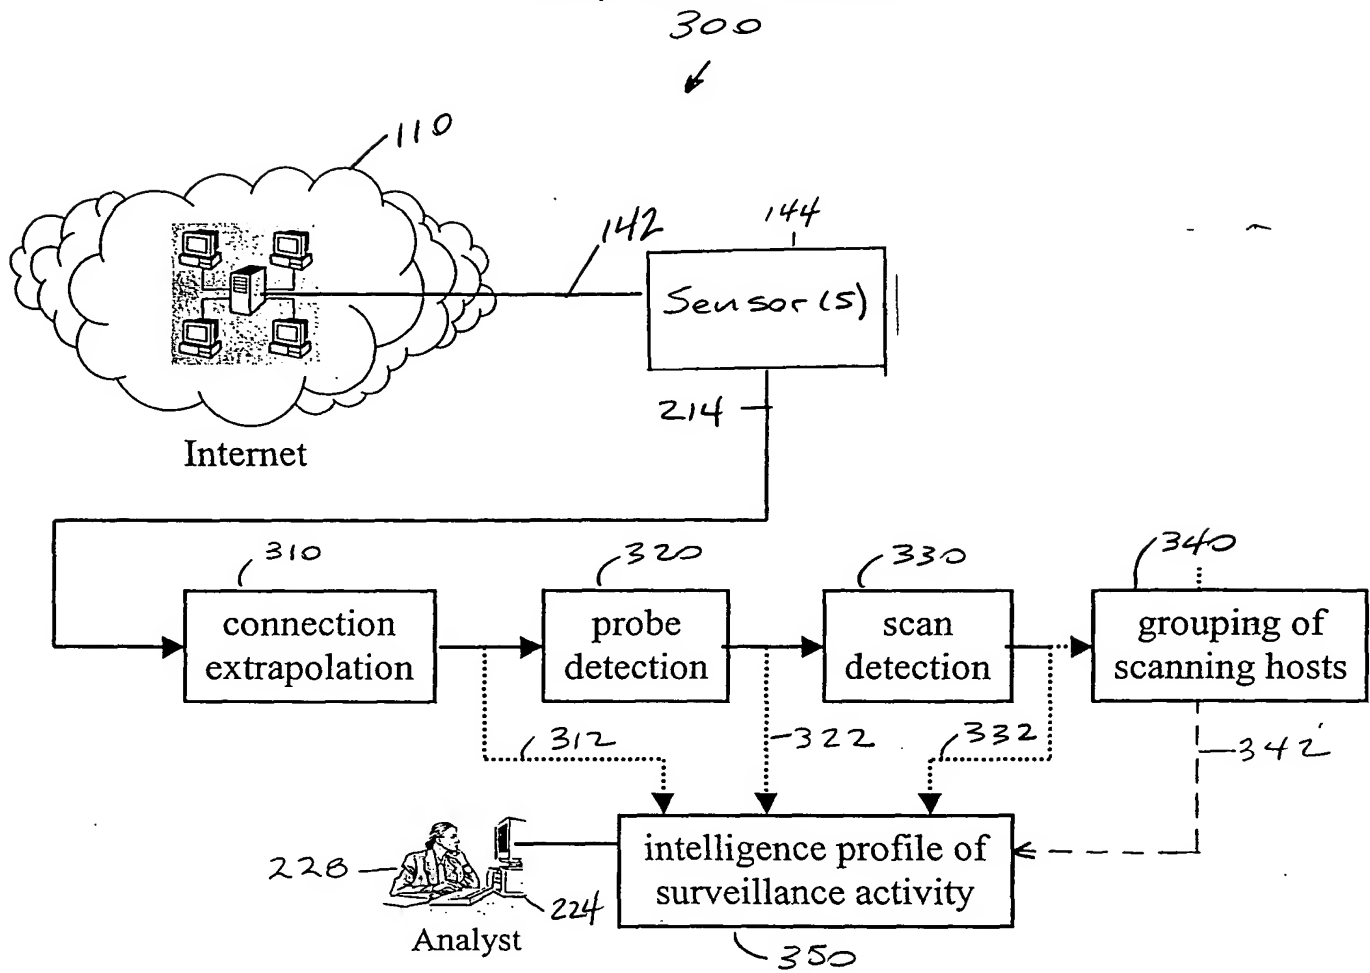 300
110
142
144
Sensor(s)
214
Internet
310
320
330
340
connection
extrapolation
probe
detection
scan
detection
grouping of
scanning hosts
312
322
332
342
intelligence profile of
surveillance activity
228
224
Analyst
350